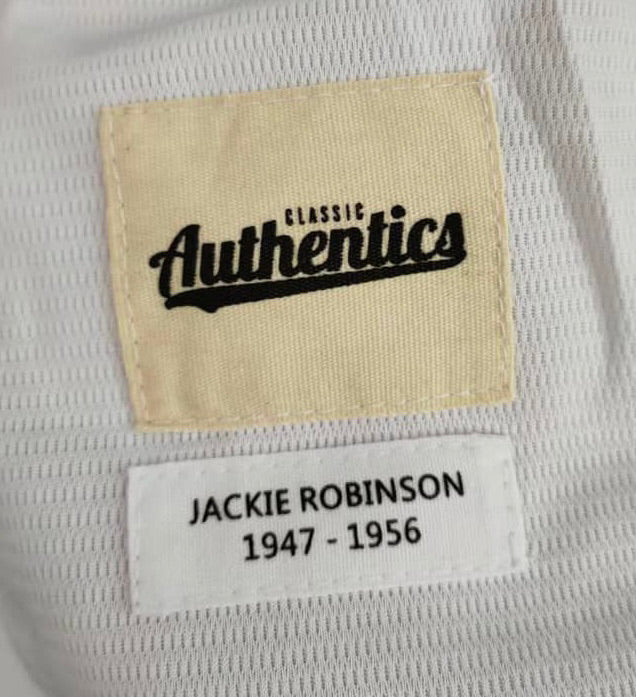 CLASSIC
Authentics
JACKIE ROBINSON
1947 - 1956